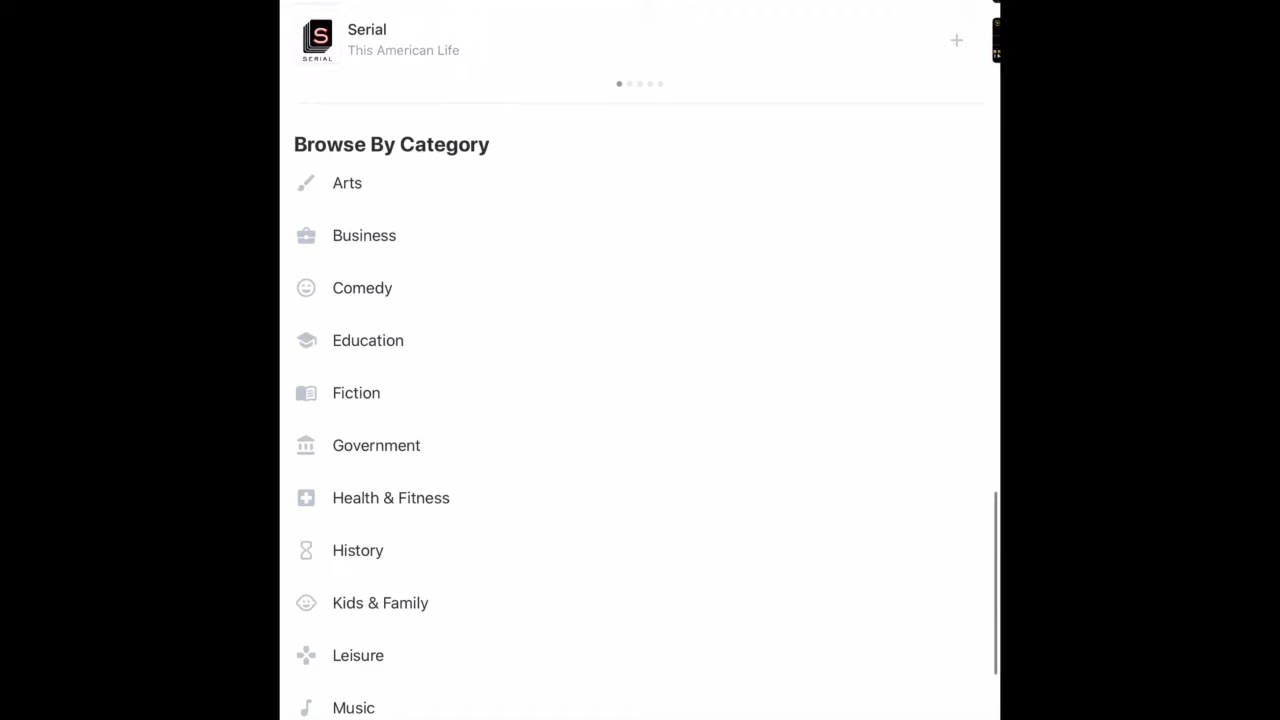 Serial
This American Life
S
SERIAL
Browse By Category
Arts
Business
Comedy
Education
Fiction
Government
Health & Fitness
History
Kids & Family
Leisure
Music